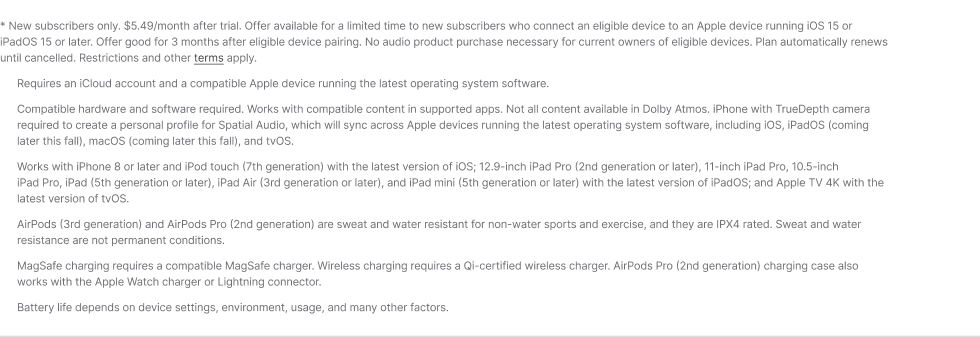 * New subscribers only. $5.49/month after trial. Offer available for a limited time to new subscribers who connect an eligible device to an Apple device running iOS 15 or
iPadOS 15 or later. Offer good for 3 months after eligible device pairing. No audio product purchase necessary for current owners of eligible devices. Plan automatically renews
until cancelled. Restrictions and other terms apply.
Requires an iCloud account and a compatible Apple device running the latest operating system software.
Compatible hardware and software required. Works with compatible content in supported apps. Not all content available in Dolby Atmos. iPhone with TrueDepth camera
required to create a personal profile for Spatial Audio, which will sync across Apple devices running the latest operating system software, including iOS, iPadOS (coming
later this fall), macOS (coming later this fall), and tvOS.
Works with iPhone 8 or later and iPod touch (7th generation) with the latest version of iOS; 12.9-inch iPad Pro (2nd generation or later), 11-inch iPad Pro, 10.5-inch
iPad Pro, iPad (5th generation or later), iPad Air (3rd generation or later), and iPad mini (5th generation or later) with the latest version of iPadOS; and Apple TV 4K with the
latest version of tvOS.
AirPods (3rd generation) and AirPods Pro (2nd generation) are sweat and water resistant for non-water sports and exercise, and they are IPX4 rated. Sweat and water
resistance are not permanent conditions.
MagSafe charging requires a compatible MagSafe charger. Wireless charging requires a Qi-certified wireless charger. AirPods Pro (2nd generation) charging case also
works with the Apple Watch charger or Lightning connector.
Battery life depends on device settings, environment, usage, and many other factors.